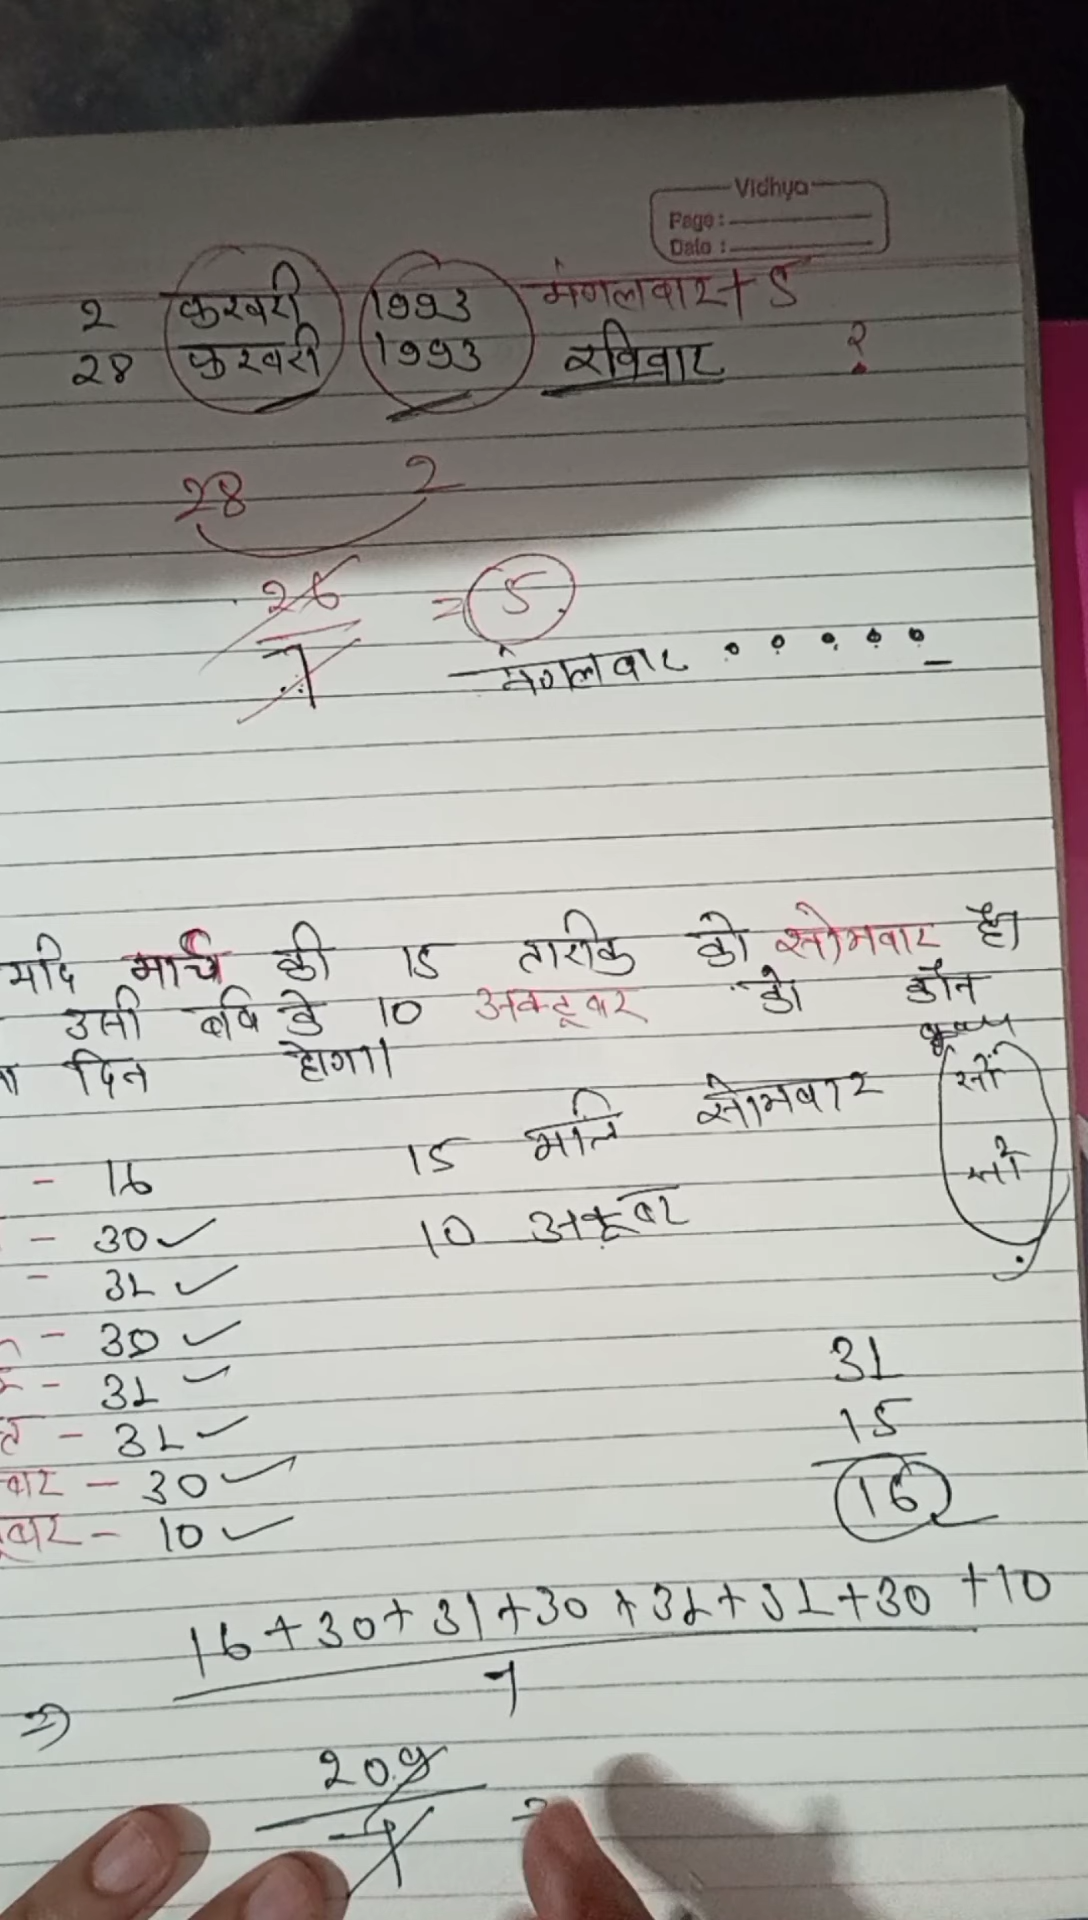 Vidhya
Page :
Date :
2 फरवरी 1993 मंगलवार + 5
28 फरवरी 1993 रविवार ?
28 2
26 = 5
7
मंगलवार
यदि मार्च की 15 तारीक को सोमवार है।
उसी वर्ष के 10 अक्टूबर को कौन
दिन होगा।
सो
15 मार्च सोमवार
- 16
10 अक्टूबर
- 30 ✓
- 31 ✓
- 30 ✓
- 31 ✓
31
- 31 ✓
15
बार - 30 ✓
16
बार - 10 ✓
16 + 30 + 31 + 30 + 31 + 31 + 30 + 10
7
⇒
209 =
7